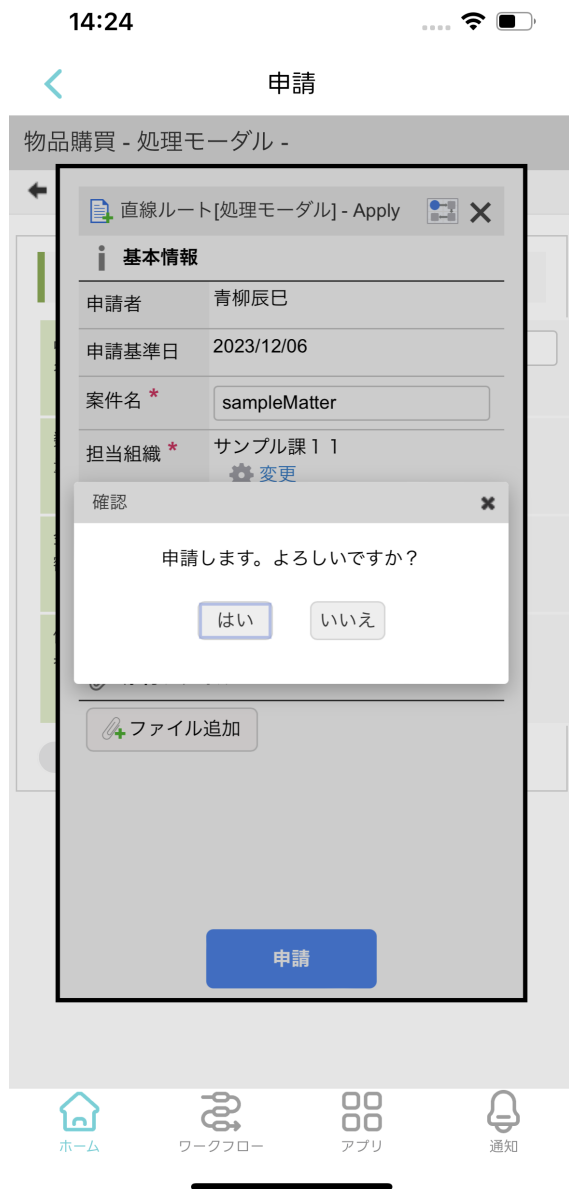 14:24
申請
物品購買 - 処理モーダル -
直線ルート[処理モーダル] - Apply
基本情報
申請者 青柳辰巳
申請基準日 2023/12/06
案件名 * sampleMatter
担当組織 * サンプル課１１
変更
確認
申請します。よろしいですか？
はい いいえ
ファイル追加
申請
ホーム ワークフロー アプリ 通知